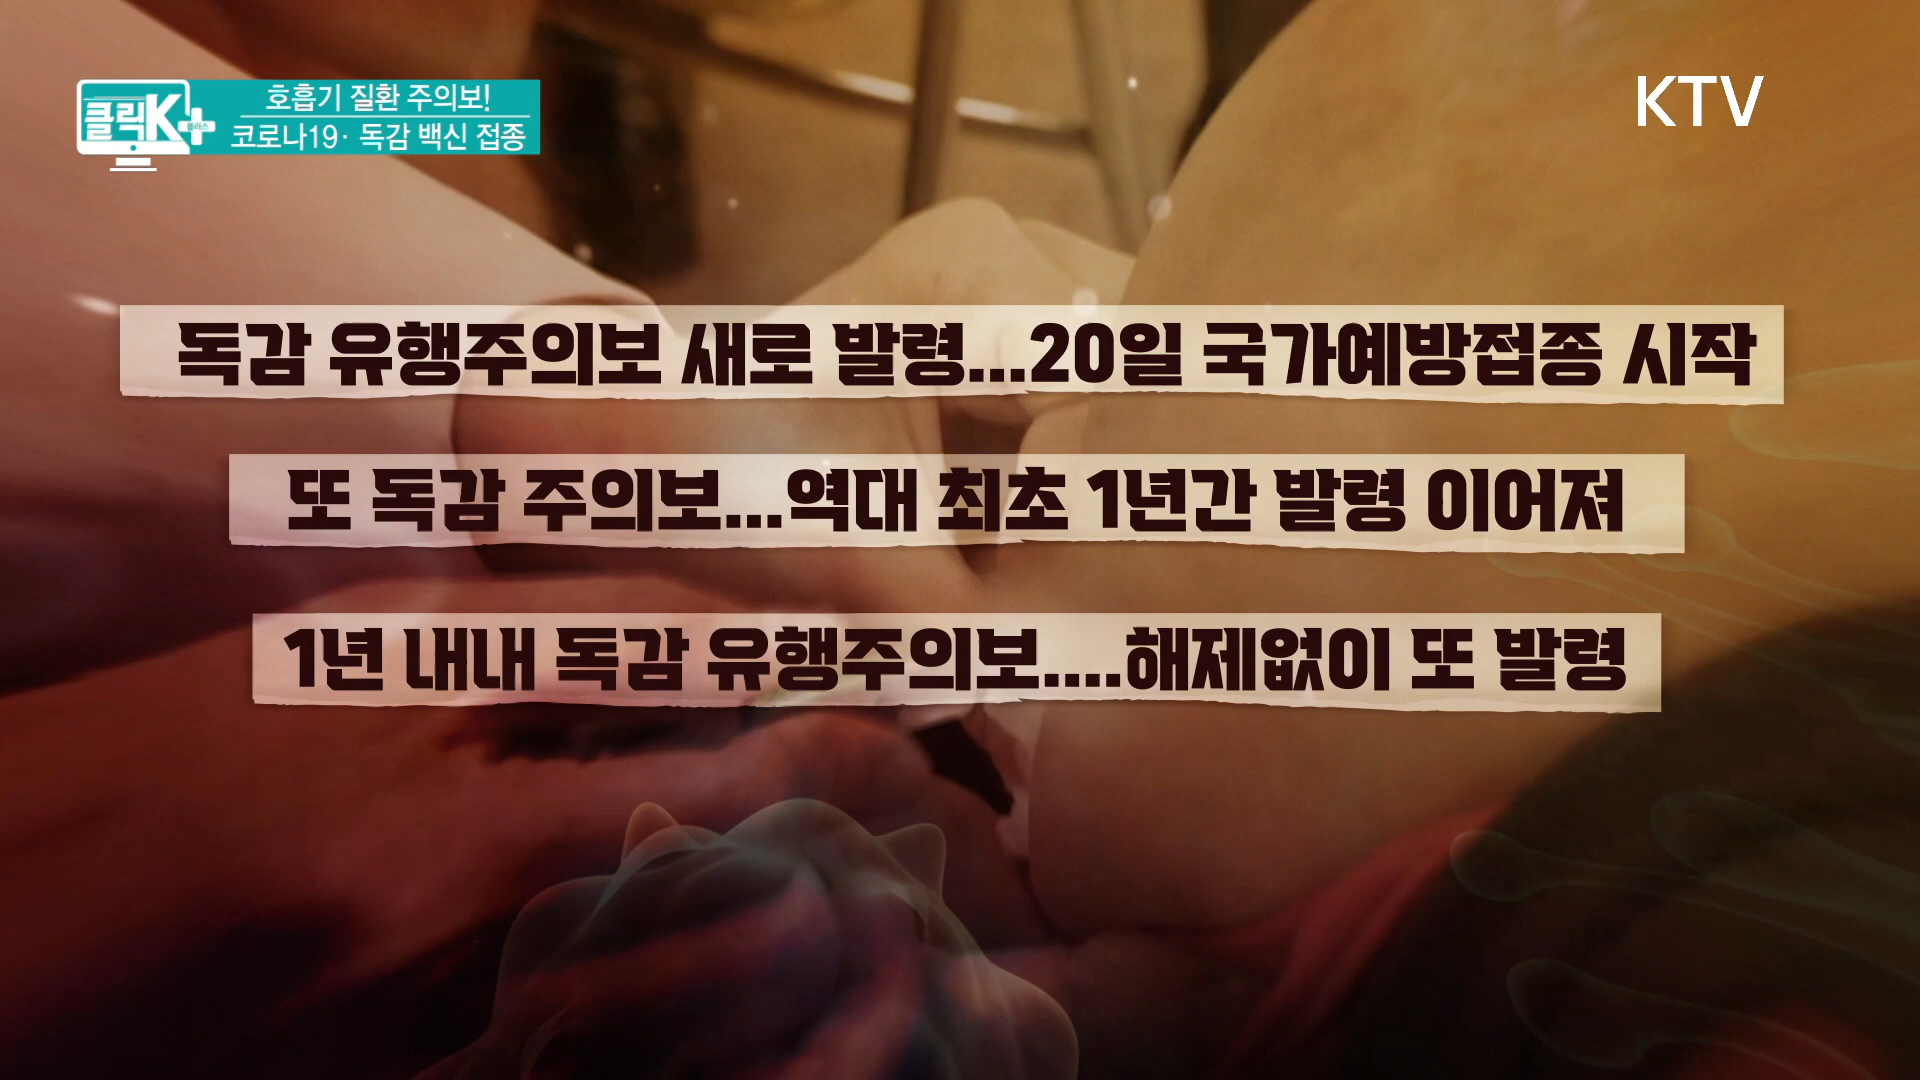 클릭K+
플러스
호흡기 질환 주의보!
코로나19· 독감 백신 접종
KTV
독감 유행주의보 새로 발령...20일 국가예방접종 시작
또 독감 주의보...역대 최초 1년간 발령 이어져
1년 내내 독감 유행주의보....해제없이 또 발령